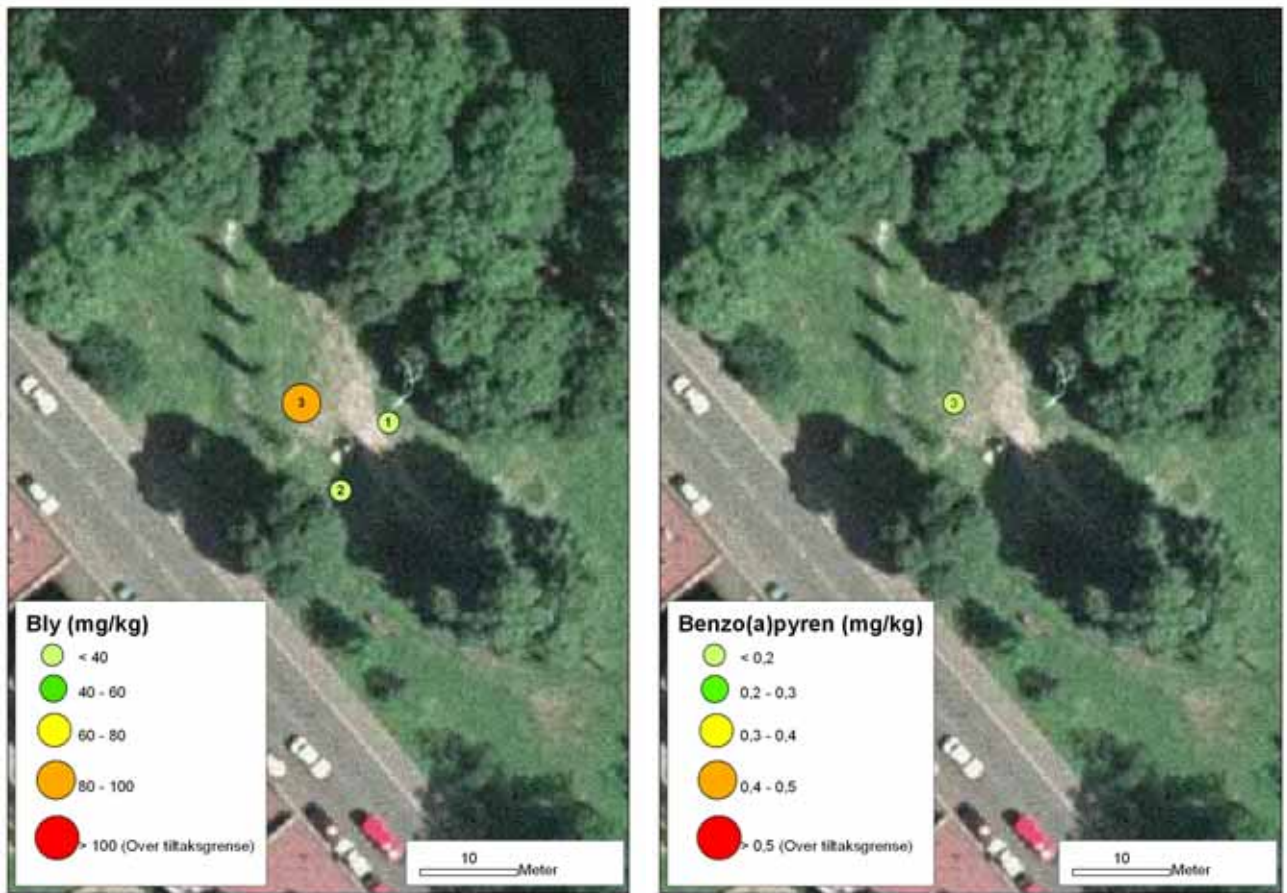 3
1
2
Bly (mg/kg)
< 40
40 - 60
60 - 80
80 - 100
> 100 (Over tiltaksgrense)
10
Meter
3
Benzo(a)pyren (mg/kg)
< 0,2
0,2 - 0,3
0,3 - 0,4
0,4 - 0,5
> 0,5 (Over tiltaksgrense)
10
Meter